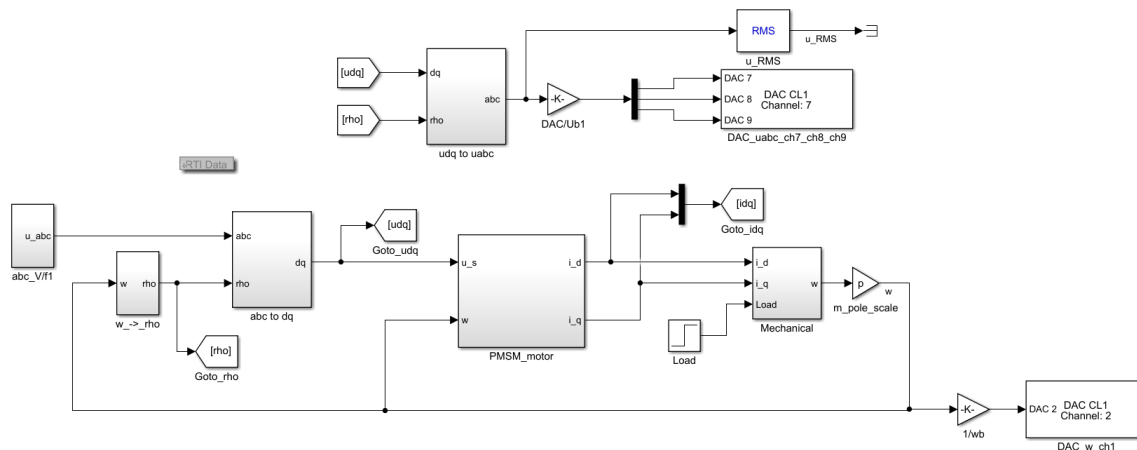 RMS
u_RMS
u_RMS
[udq]
dq
abc
[rho]
rho
udq to uabc
-K-
DAC/Ub1
DAC 7
DAC 8
DAC 9
DAC CL1
Channel: 7
DAC_uabc_ch7_ch8_ch9
RTI Data
u_abc
abc_V/f1
w
rho
w_->_rho
abc
rho
dq
abc to dq
[udq]
Goto_udq
[rho]
Goto_rho
u_s
w
i_d
i_q
PMSM_motor
[idq]
Goto_idq
i_d
i_q
Load
w
Mechanical
Load
p
w
m_pole_scale
-K-
1/wb
DAC 2
DAC CL1
Channel: 2
DAC_w_ch1